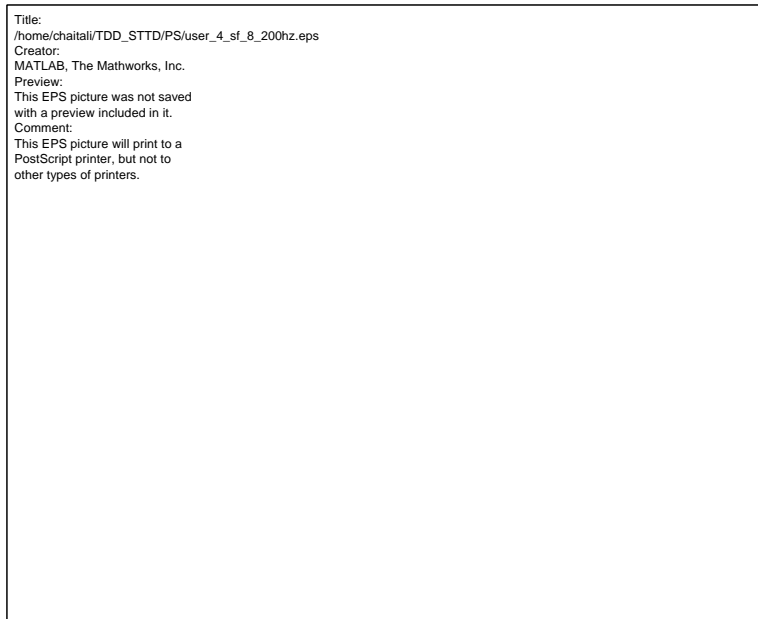 Title:
/home/chaitali/TDD_STTD/PS/user_4_sf_8_200hz.eps
Creator:
MATLAB, The Mathworks, Inc.
Preview:
This EPS picture was not saved
with a preview included in it.
Comment:
This EPS picture will print to a
PostScript printer, but not to
other types of printers.